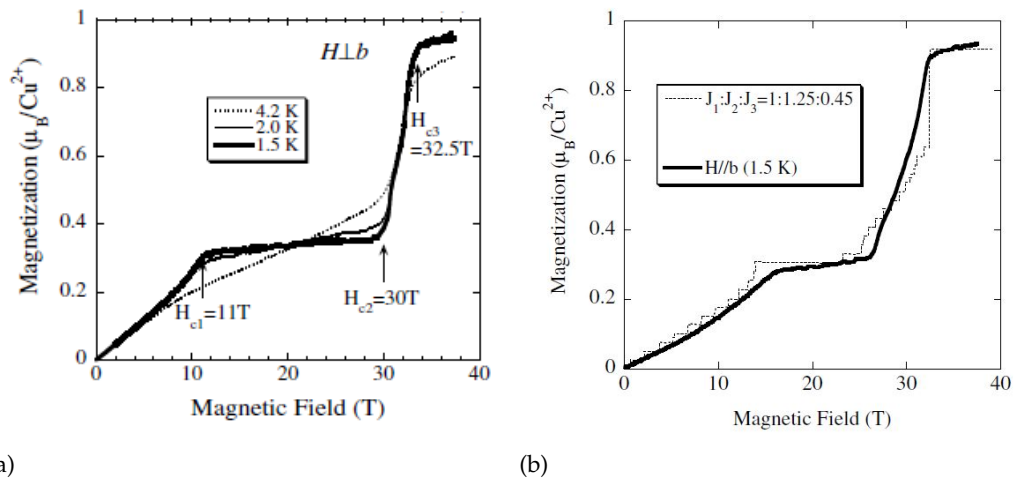 1
0.8
0.6
0.4
0.2
0
0 10 20 30 40
Magnetization (μB/Cu2+)
Magnetic Field (T)
H⊥b
4.2 K
2.0 K
1.5 K
Hc3
=32.5T
Hc1=11T
Hc2=30T
a)
1
0.8
0.6
0.4
0.2
0
0 10 20 30 40
Magnetization (μB/Cu2+)
Magnetic Field (T)
J1:J2:J3=1:1.25:0.45
H//b (1.5 K)
(b)